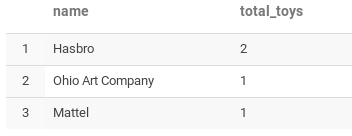 name total_toys
1 Hasbro 2
2 Ohio Art Company 1
3 Mattel 1